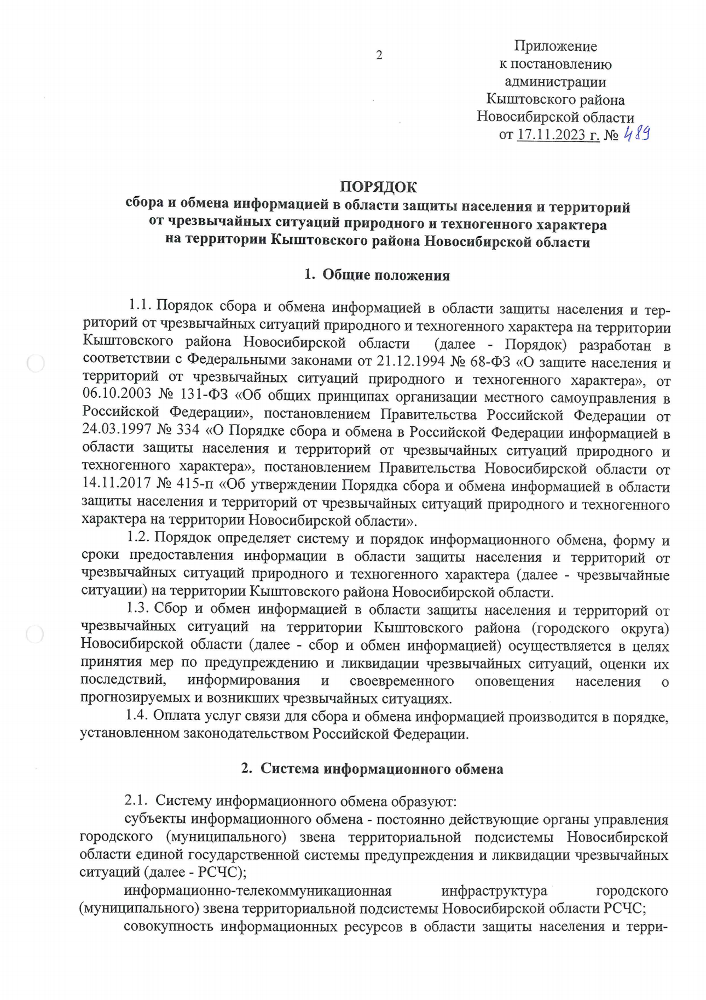 2
Приложение
к постановлению
администрации
Кыштовского района
Новосибирской области
от 17.11.2023 г. № 489
ПОРЯДОК
сбора и обмена информацией в области защиты населения и территорий
от чрезвычайных ситуаций природного и техногенного характера
на территории Кыштовского района Новосибирской области
1. Общие положения
1.1. Порядок сбора и обмена информацией в области защиты населения и тер-
риторий от чрезвычайных ситуаций природного и техногенного характера на территории
Кыштовского района Новосибирской области (далее - Порядок) разработан в
соответствии с Федеральными законами от 21.12.1994 № 68-ФЗ «О защите населения и
территорий от чрезвычайных ситуаций природного и техногенного характера», от
06.10.2003 № 131-ФЗ «Об общих принципах организации местного самоуправления в
Российской Федерации», постановлением Правительства Российской Федерации от
24.03.1997 № 334 «О Порядке сбора и обмена в Российской Федерации информацией в
области защиты населения и территорий от чрезвычайных ситуаций природного и
техногенного характера», постановлением Правительства Новосибирской области от
14.11.2017 № 415-п «Об утверждении Порядка сбора и обмена информацией в области
защиты населения и территорий от чрезвычайных ситуаций природного и техногенного
характера на территории Новосибирской области».
1.2. Порядок определяет систему и порядок информационного обмена, форму и
сроки предоставления информации в области защиты населения и территорий от
чрезвычайных ситуаций природного и техногенного характера (далее - чрезвычайные
ситуации) на территории Кыштовского района Новосибирской области.
1.3. Сбор и обмен информацией в области защиты населения и территорий от
чрезвычайных ситуаций на территории Кыштовского района (городского округа)
Новосибирской области (далее - сбор и обмен информацией) осуществляется в целях
принятия мер по предупреждению и ликвидации чрезвычайных ситуаций, оценки их
последствий, информирования и своевременного оповещения населения о
прогнозируемых и возникших чрезвычайных ситуациях.
1.4. Оплата услуг связи для сбора и обмена информацией производится в порядке,
установленном законодательством Российской Федерации.
2. Система информационного обмена
2.1. Систему информационного обмена образуют:
субъекты информационного обмена - постоянно действующие органы управления
городского (муниципального) звена территориальной подсистемы Новосибирской
области единой государственной системы предупреждения и ликвидации чрезвычайных
ситуаций (далее - РСЧС);
информационно-телекоммуникационная инфраструктура городского
(муниципального) звена территориальной подсистемы Новосибирской области РСЧС;
совокупность информационных ресурсов в области защиты населения и терри-